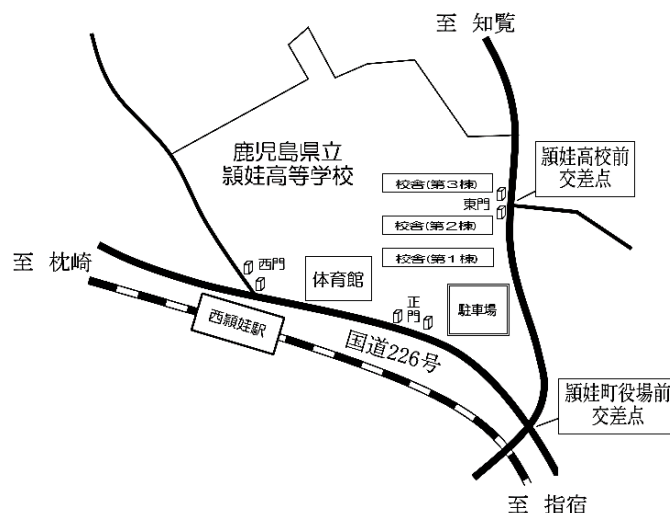 至 知覧
鹿児島県立
頴娃高等学校
頴娃高校前
交差点
校舎(第3棟)
東門
校舎(第2棟)
校舎(第1棟)
至 枕崎
西門
体育館
正
門
駐車場
西頴娃駅
国道226号
頴娃町役場前
交差点
至 指宿